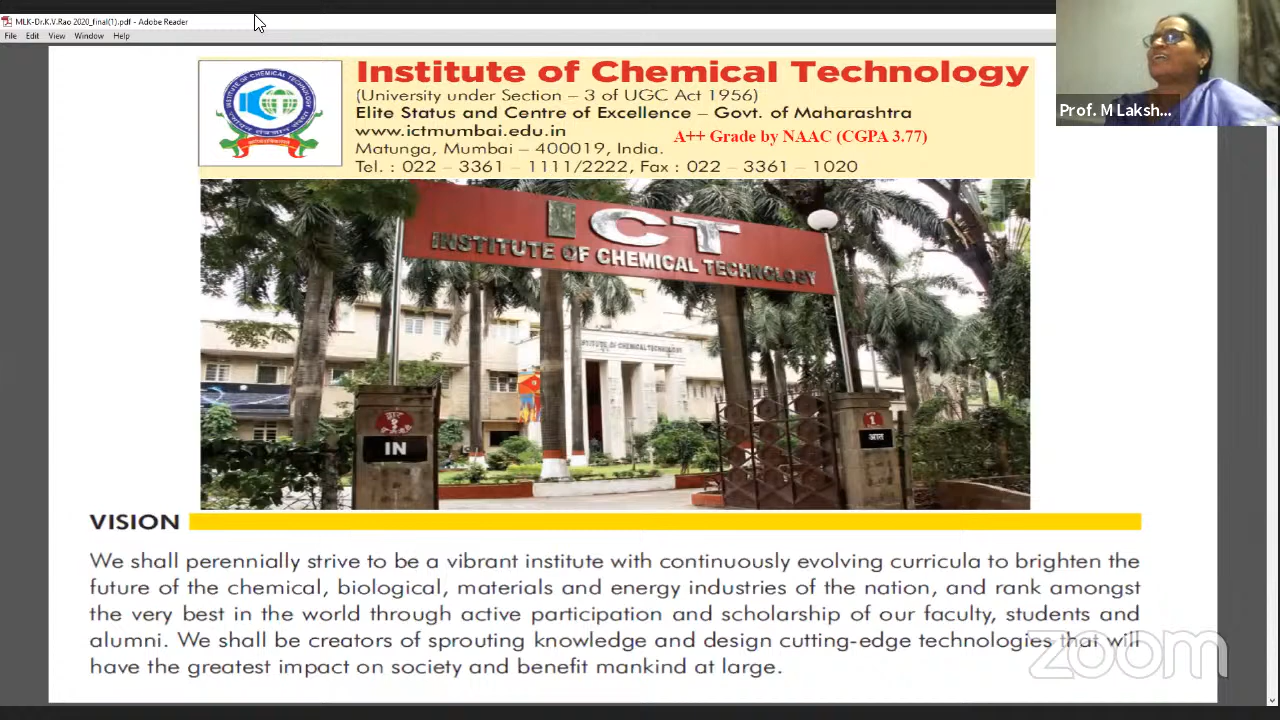 MLK-Dr.K.V.Rao 2020_final(1).pdf - Adobe Reader
File Edit View Window Help
Institute of Chemical Technology
(University under Section – 3 of UGC Act 1956)
Elite Status and Centre of Excellence – Govt. of Maharashtra
www.ictmumbai.edu.in
A++ Grade by NAAC (CGPA 3.77)
Matunga, Mumbai – 400019, India.
Tel. : 022 – 3361 – 1111/2222, Fax : 022 – 3361 – 1020
Prof. M Laksh...
ICT
INSTITUTE OF CHEMICAL TECHNOLOGY
INSTITUTE OF CHEMICAL TECHNOLOGY
IN
आत
VISION
We shall perennially strive to be a vibrant institute with continuously evolving curricula to brighten the
future of the chemical, biological, materials and energy industries of the nation, and rank amongst
the very best in the world through active participation and scholarship of our faculty, students and
alumni. We shall be creators of sprouting knowledge and design cutting-edge technologies that will
have the greatest impact on society and benefit mankind at large.
zoom